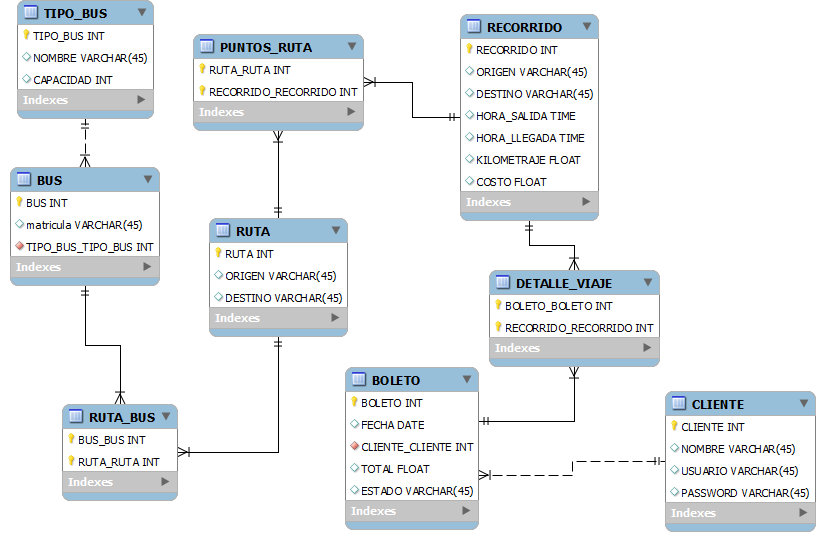 TIPO_BUS
TIPO_BUS INT
NOMBRE VARCHAR(45)
CAPACIDAD INT
Indexes
PUNTOS_RUTA
RUTA_RUTA INT
RECORRIDO_RECORRIDO INT
Indexes
RECORRIDO
RECORRIDO INT
ORIGEN VARCHAR(45)
DESTINO VARCHAR(45)
HORA_SALIDA TIME
HORA_LLEGADA TIME
KILOMETRAJE FLOAT
COSTO FLOAT
Indexes
BUS
BUS INT
matricula VARCHAR(45)
TIPO_BUS_TIPO_BUS INT
Indexes
RUTA
RUTA INT
ORIGEN VARCHAR(45)
DESTINO VARCHAR(45)
Indexes
DETALLE_VIAJE
BOLETO_BOLETO INT
RECORRIDO_RECORRIDO INT
Indexes
RUTA_BUS
BUS_BUS INT
RUTA_RUTA INT
Indexes
BOLETO
BOLETO INT
FECHA DATE
CLIENTE_CLIENTE INT
TOTAL FLOAT
ESTADO VARCHAR(45)
Indexes
CLIENTE
CLIENTE INT
NOMBRE VARCHAR(45)
USUARIO VARCHAR(45)
PASSWORD VARCHAR(45)
Indexes